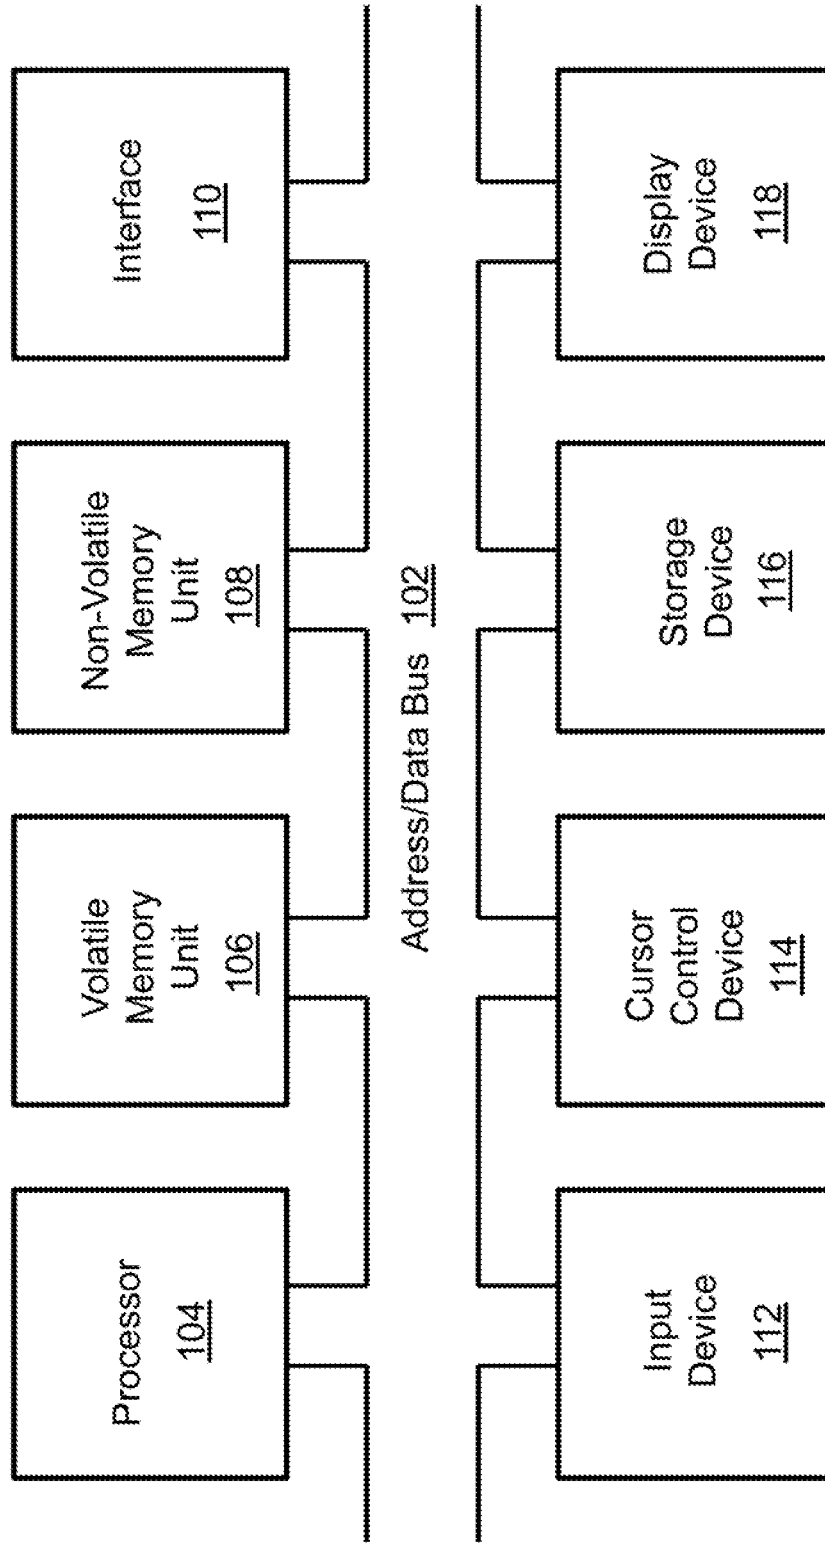 Processor
104
Volatile
Memory
Unit
106
Non-Volatile
Memory
Unit
108
Interface
110
Address/Data Bus 102
Input
Device
112
Cursor
Control
Device
114
Storage
Device
116
Display
Device
118